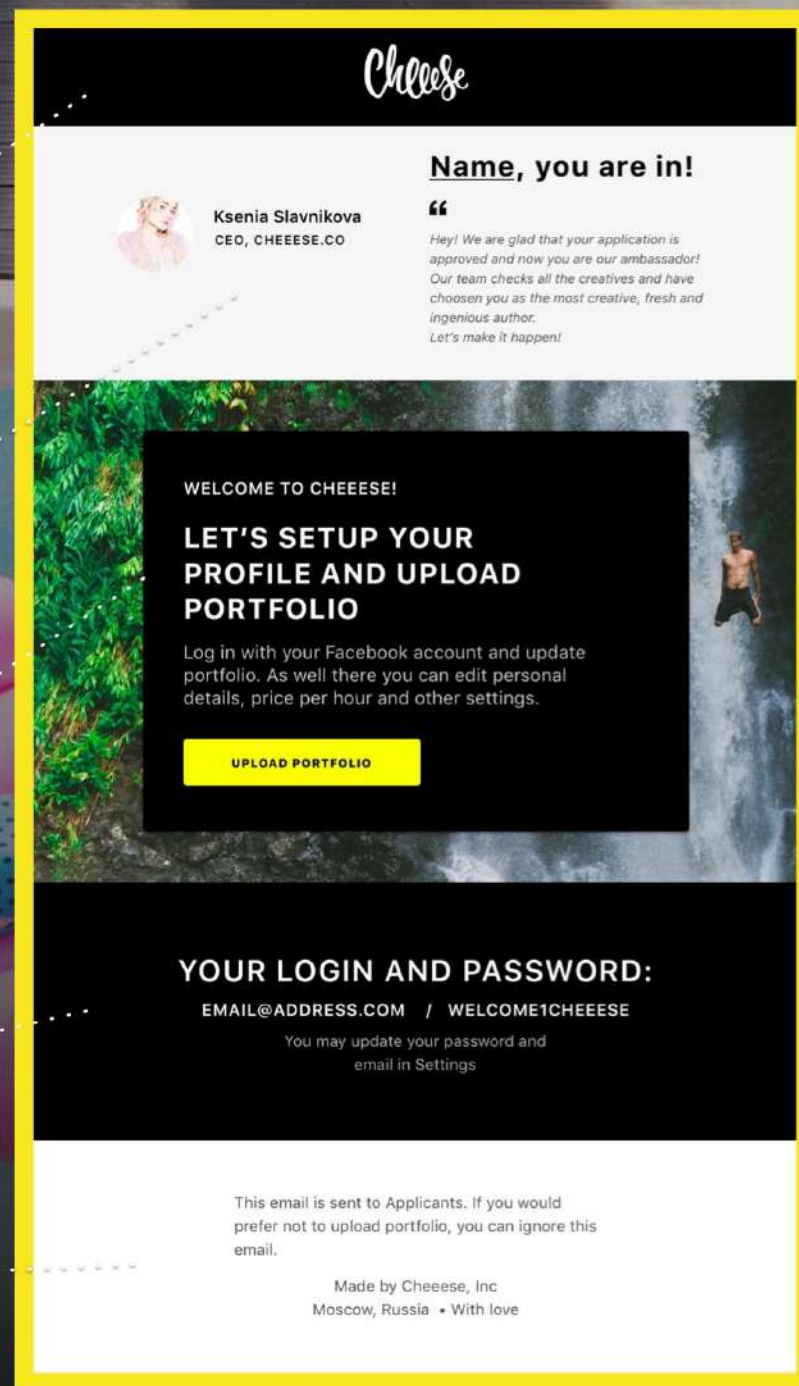 Cheeese
Ksenia Slavnikova
CEO, CHEEESE.CO
Name, you are in!
“
Hey! We are glad that your application is
approved and now you are our ambassador!
Our team checks all the creatives and have
choosen you as the most creative, fresh and
ingenious author.
Let's make it happen!
WELCOME TO CHEEESE!
LET'S SETUP YOUR
PROFILE AND UPLOAD
PORTFOLIO
Log in with your Facebook account and update
portfolio. As well there you can edit personal
details, price per hour and other settings.
UPLOAD PORTFOLIO
YOUR LOGIN AND PASSWORD:
EMAIL@ADDRESS.COM / WELCOME1CHEEESE
You may update your password and
email in Settings
This email is sent to Applicants. If you would
prefer not to upload portfolio, you can ignore this
email.
Made by Cheeese, Inc
Moscow, Russia • With love